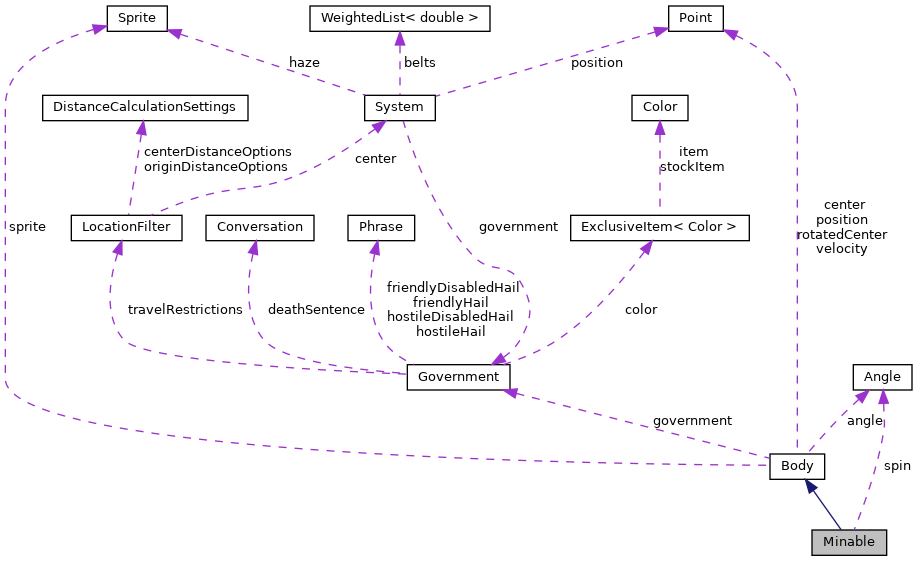 Sprite
WeightedList< double >
Point
haze
belts
position
DistanceCalculationSettings
System
Color
centerDistanceOptions
originDistanceOptions
center
item
stockItem
sprite
LocationFilter
Conversation
Phrase
government
ExclusiveItem< Color >
center
position
rotatedCenter
velocity
travelRestrictions
deathSentence
friendlyDisabledHail
friendlyHail
hostileDisabledHail
hostileHail
color
Government
Angle
government
angle
Body
spin
Minable